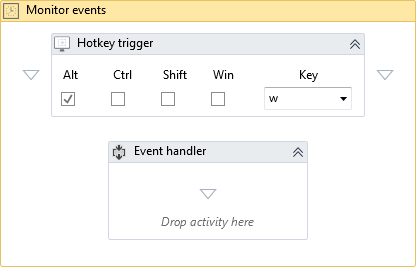 Monitor events
Hotkey trigger
Alt Ctrl Shift Win Key
w
Event handler
Drop activity here